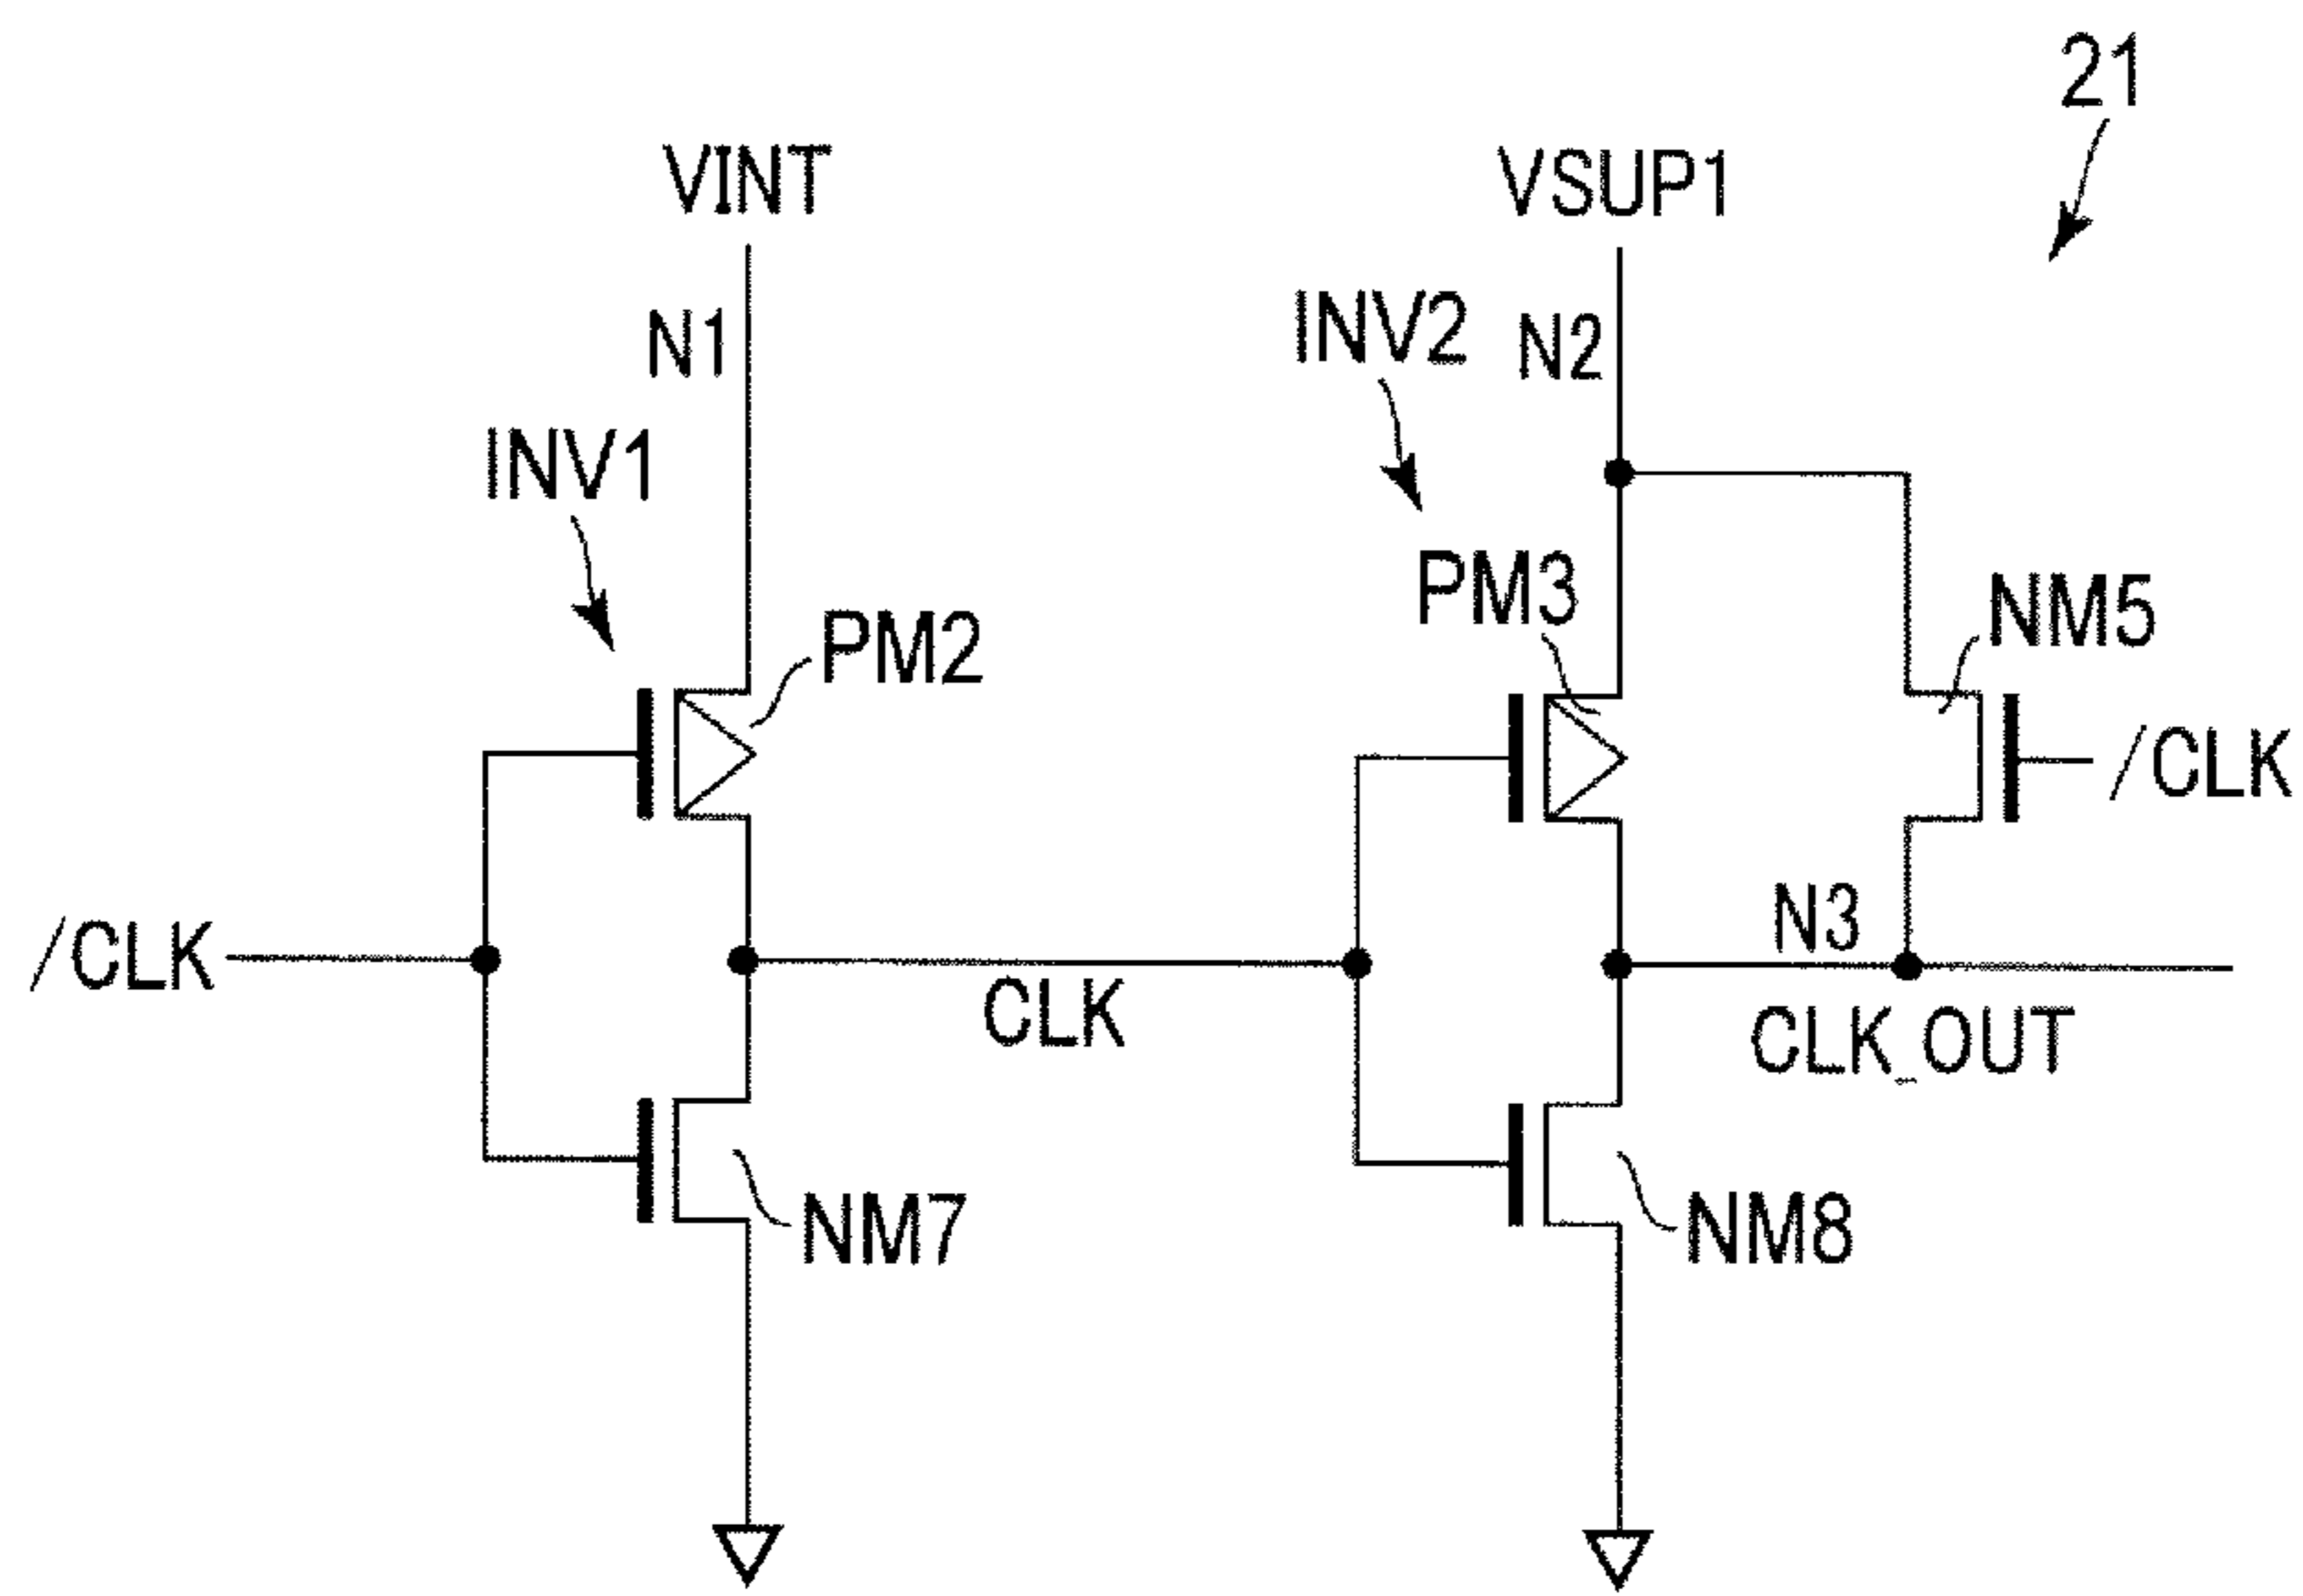 21
VINT
VSUP1
N1
INV2
N2
INV1
PM3
NM5
PM2
/CLK
N3
/CLK
CLK
CLK_OUT
NM7
NM8